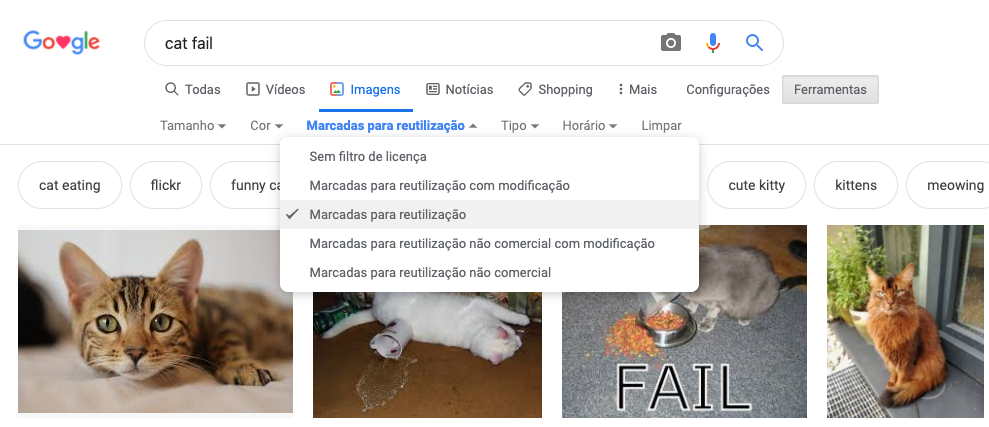 Google
cat fail
Todas Vídeos Imagens Notícias Shopping Mais Configurações Ferramentas
Tamanho Cor Marcadas para reutilização Tipo Horário Limpar
Sem filtro de licença
Marcadas para reutilização com modificação
Marcadas para reutilização
Marcadas para reutilização não comercial com modificação
Marcadas para reutilização não comercial
cat eating flickr funny cute kitty kittens meowing
FAIL